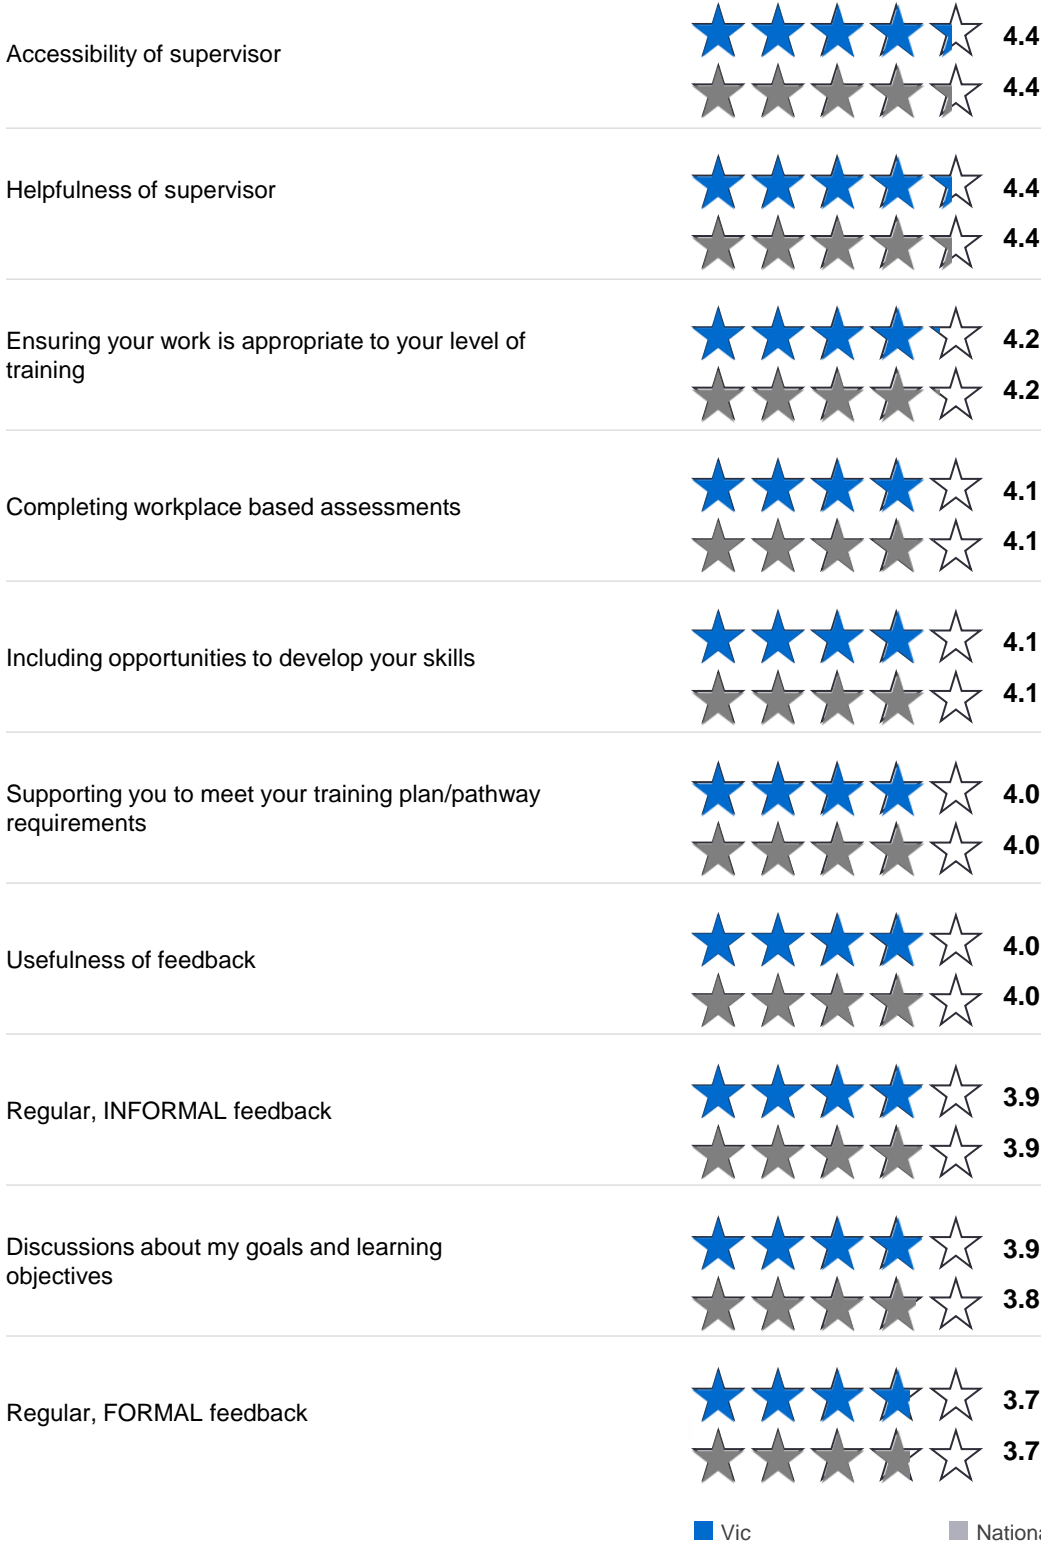 Accessibility of supervisor
4.4
4.4
Helpfulness of supervisor
4.4
4.4
Ensuring your work is appropriate to your level of
training
4.2
4.2
Completing workplace based assessments
4.1
4.1
Including opportunities to develop your skills
4.1
4.1
Supporting you to meet your training plan/pathway
requirements
4.0
4.0
Usefulness of feedback
4.0
4.0
Regular, INFORMAL feedback
3.9
3.9
Discussions about my goals and learning
objectives
3.9
3.8
Regular, FORMAL feedback
3.7
3.7
Vic
Nationa